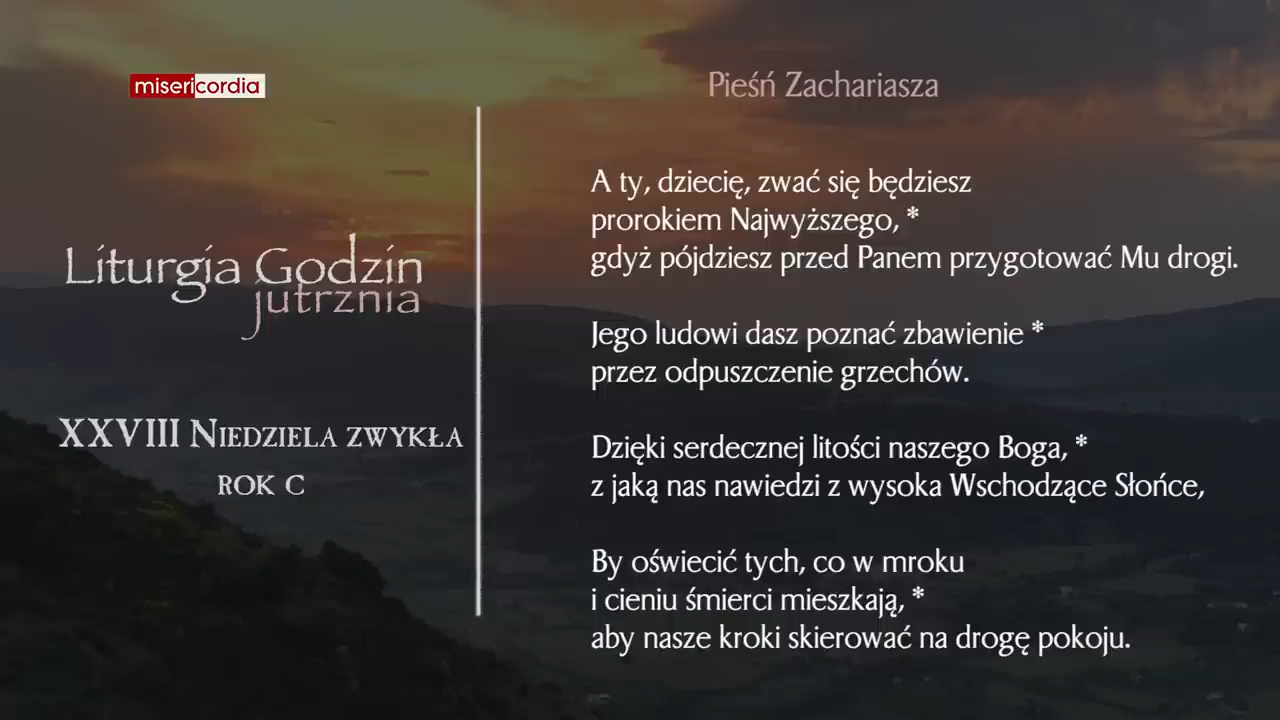 misericordia
Liturgia Godzin
jutrznia
XXVIII Niedziela zwykła
rok C
Pieśń Zachariasza
A ty, dziecię, zwać się będziesz
prorokiem Najwyższego, *
gdyż pójdziesz przed Panem przygotować Mu drogi.
Jego ludowi dasz poznać zbawienie *
przez odpuszczenie grzechów.
Dzięki serdecznej litości naszego Boga, *
z jaką nas nawiedzi z wysoka Wschodzące Słońce,
By oświecić tych, co w mroku
i cieniu śmierci mieszkają, *
aby nasze kroki skierować na drogę pokoju.